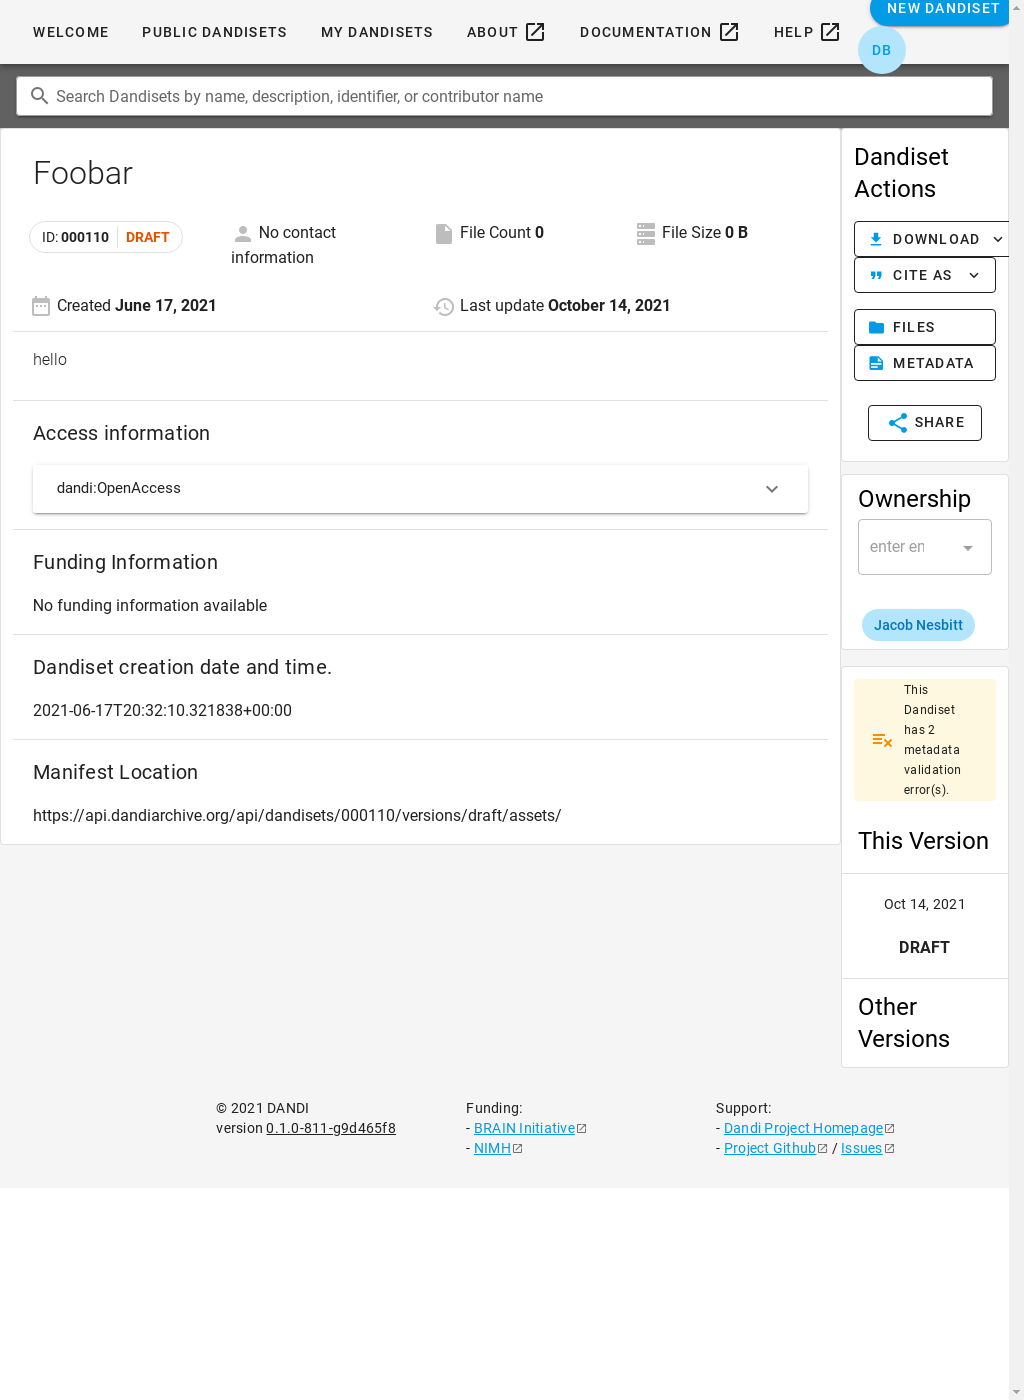 WELCOME PUBLIC DANDISETS MY DANDISETS ABOUT DOCUMENTATION HELP NEW DANDISET
DB
Search Dandisets by name, description, identifier, or contributor name
Foobar
ID: 000110 DRAFT
No contact information
File Count 0
File Size 0 B
Created June 17, 2021
Last update October 14, 2021
hello
Access information
dandi:OpenAccess
Funding Information
No funding information available
Dandiset creation date and time.
2021-06-17T20:32:10.321838+00:00
Manifest Location
https://api.dandiarchive.org/api/dandisets/000110/versions/draft/assets/
Dandiset
Actions
DOWNLOAD
CITE AS
FILES
METADATA
SHARE
Ownership
enter en
Jacob Nesbitt
This
Dandiset
has 2
metadata
validation
error(s).
This Version
Oct 14, 2021
DRAFT
Other
Versions
© 2021 DANDI
version 0.1.0-811-g9d465f8
Funding:
- BRAIN Initiative
- NIMH
Support:
- Dandi Project Homepage
- Project Github / Issues